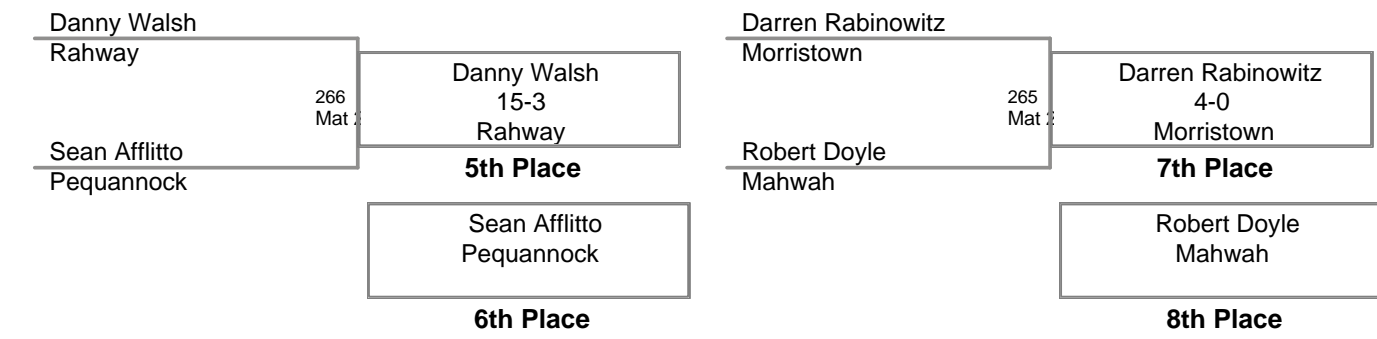 Danny Walsh
Rahway
266
Mat
Sean Afflitto
Pequannock
Danny Walsh
15-3
Rahway
5th Place
Sean Afflitto
Pequannock
6th Place
Darren Rabinowitz
Morristown
265
Mat
Robert Doyle
Mahwah
Darren Rabinowitz
4-0
Morristown
7th Place
Robert Doyle
Mahwah
8th Place